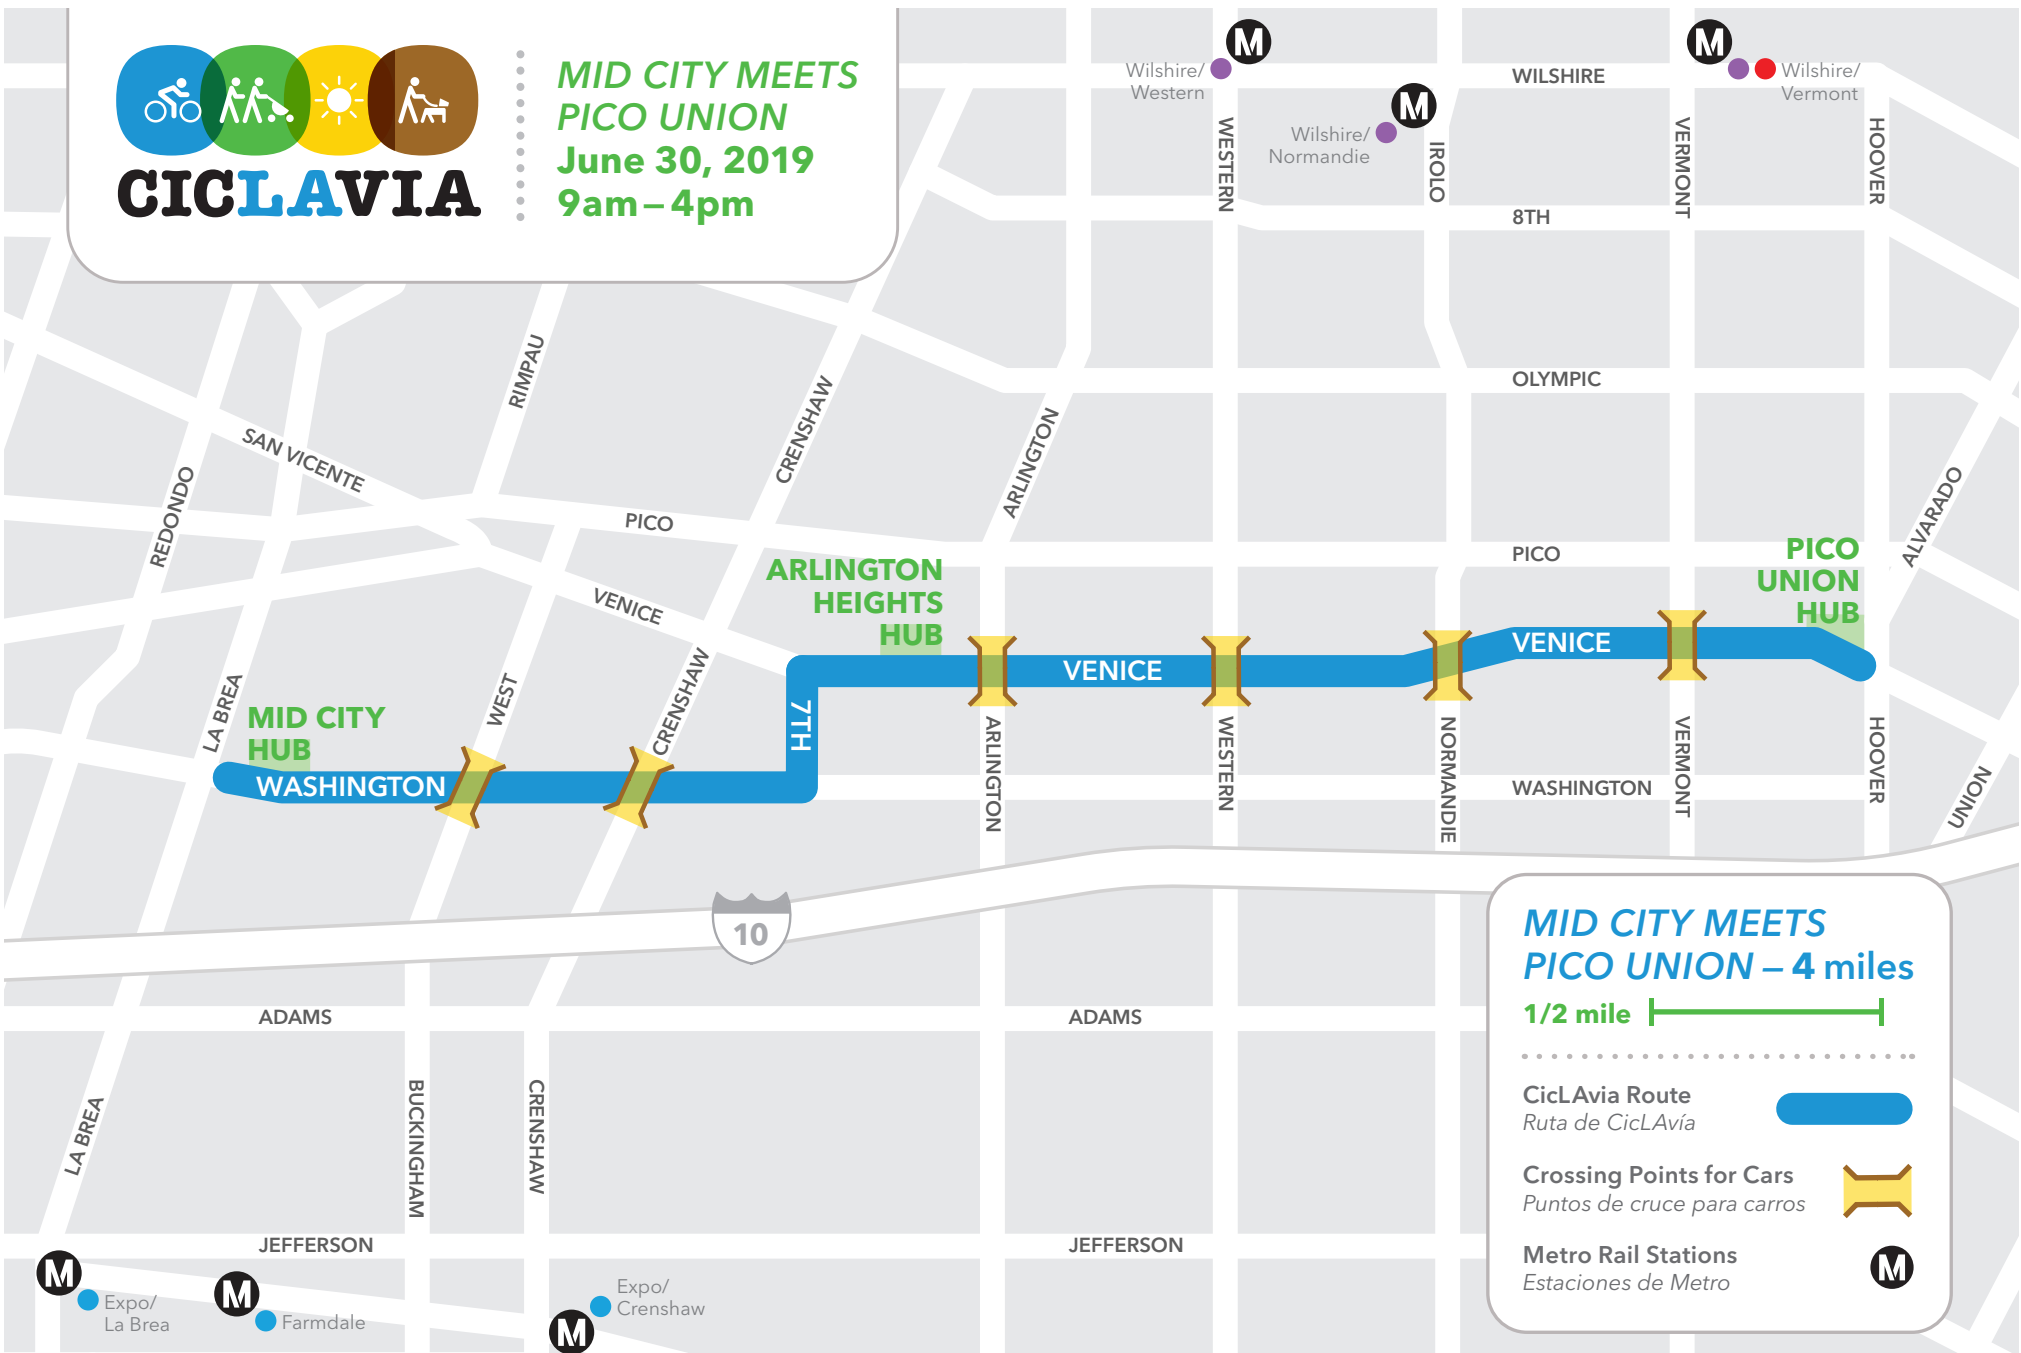 CICLAVIA
MID CITY MEETS
PICO UNION
June 30, 2019
9am – 4pm
M
Wilshire/
Western
M
Wilshire/
Normandie
M
Wilshire/
Vermont
WILSHIRE
WESTERN
IROLO
VERMONT
HOOVER
8TH
OLYMPIC
RIMPAU
CRENSHAW
ARLINGTON
SAN VICENTE
REDONDO
PICO
PICO
ALVARADO
VENICE
ARLINGTON
HEIGHTS
HUB
PICO
UNION
HUB
VENICE
VENICE
LA BREA
MID CITY
HUB
WASHINGTON
WEST
CRENSHAW
7TH
ARLINGTON
WESTERN
NORMANDIE
VERMONT
HOOVER
WASHINGTON
UNION
10
ADAMS
ADAMS
LA BREA
BUCKINGHAM
CRENSHAW
JEFFERSON
JEFFERSON
M
Expo/
La Brea
M
Farmdale
M
Expo/
Crenshaw
MID CITY MEETS
PICO UNION – 4 miles
1/2 mile
CicLAvia Route
Ruta de CicLAvía
Crossing Points for Cars
Puntos de cruce para carros
Metro Rail Stations
Estaciones de Metro
M